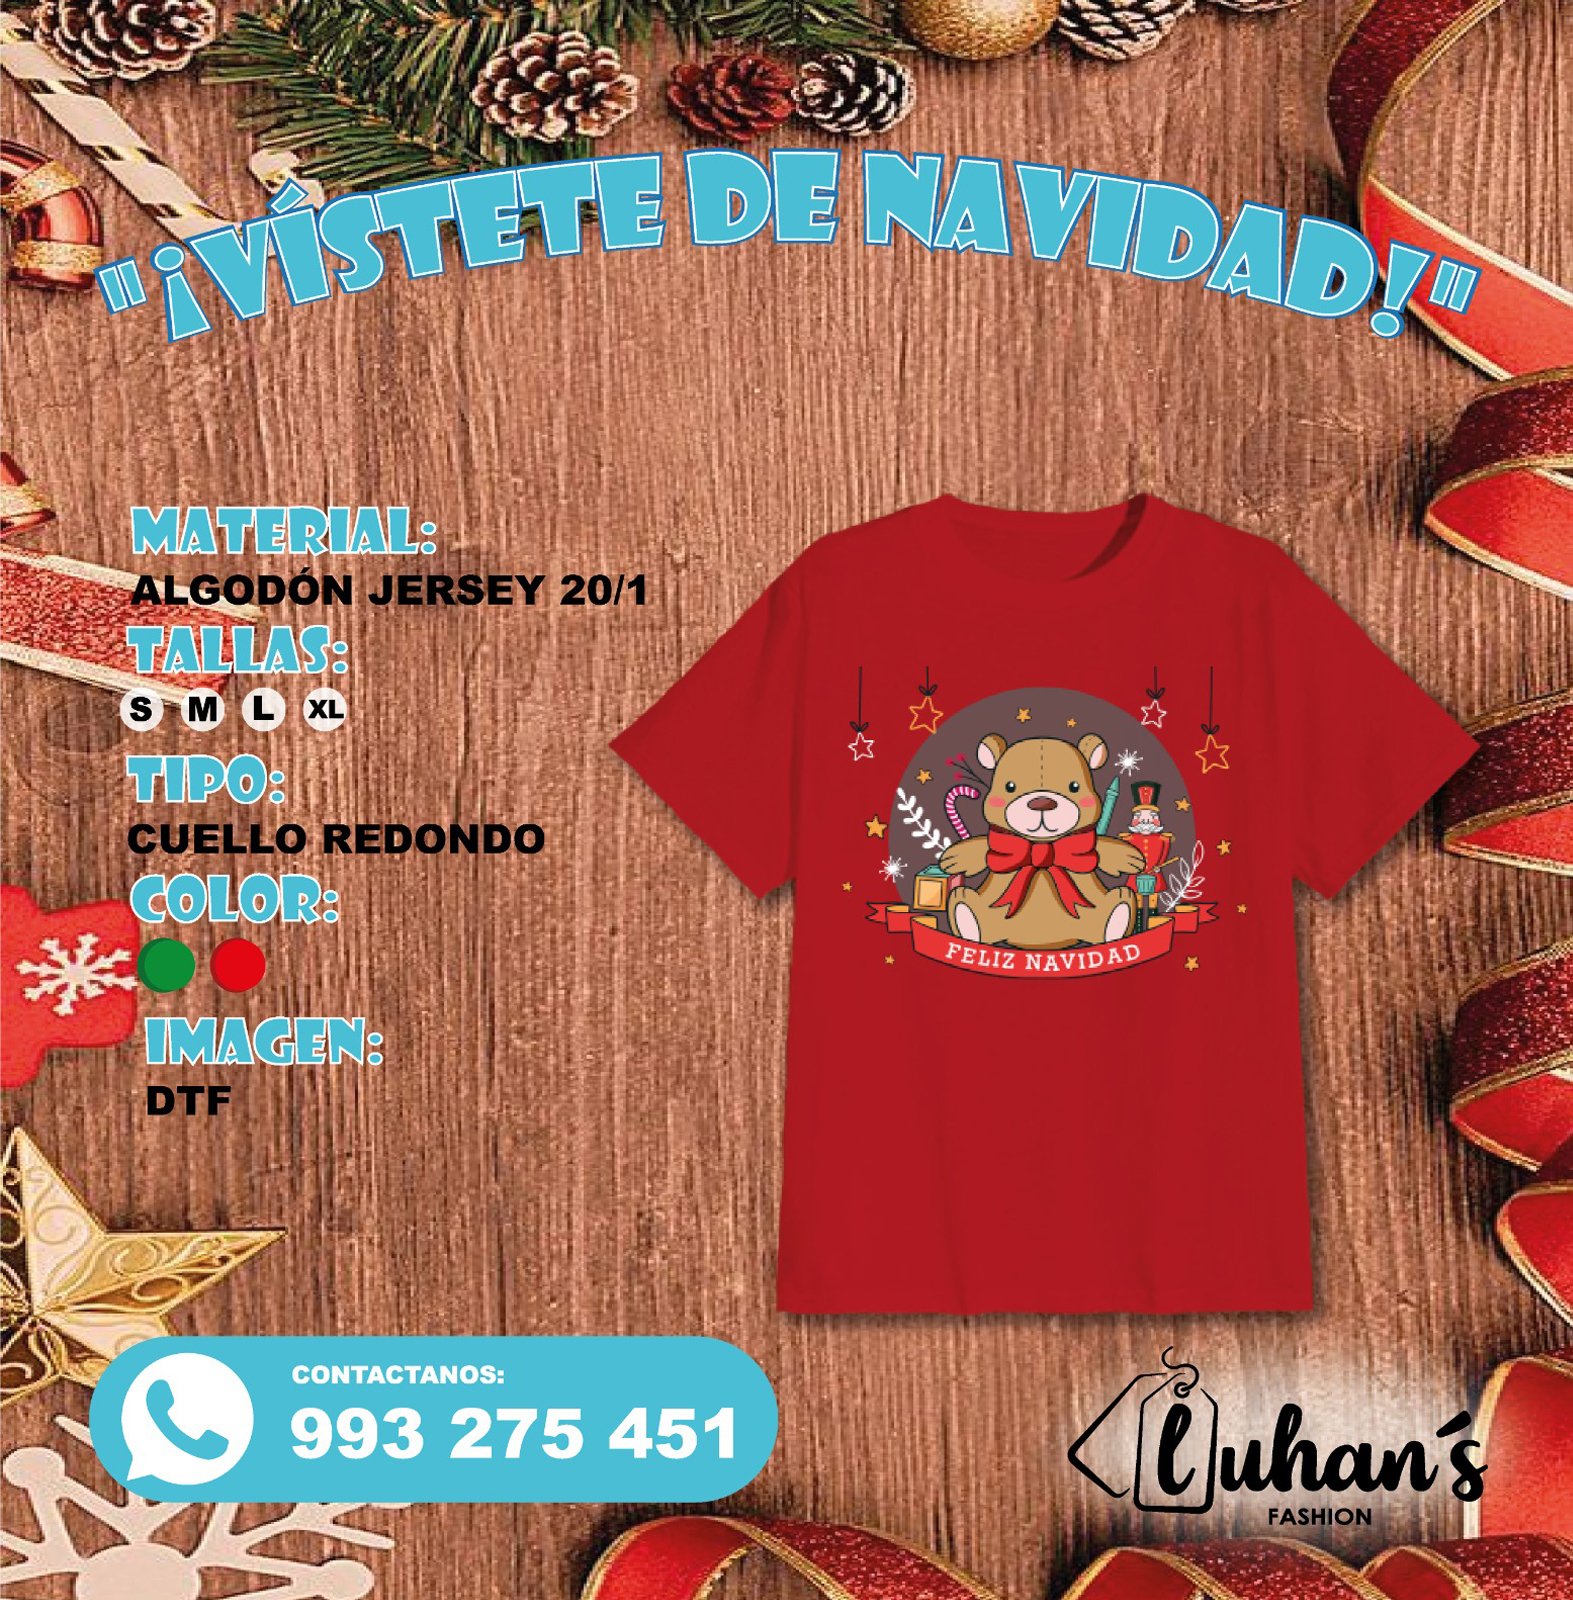 "¡VÍSTETE DE NAVIDAD!"
MATERIAL:
ALGODÓN JERSEY 20/1
TALLAS:
S M L XL
TIPO:
CUELLO REDONDO
COLOR:
IMAGEN:
DTF
FELIZ NAVIDAD
CONTACTANOS:
993 275 451
Luhan´s
FASHION